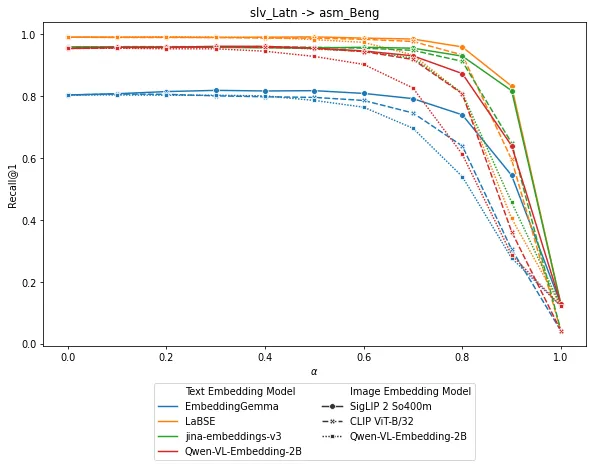 slv_Latn -> asm_Beng
Recall@1
1.0
0.8
0.6
0.4
0.2
0.0
0.0 0.2 0.4 0.6 0.8 1.0
α
Text Embedding Model
EmbeddingGemma
LaBSE
jina-embeddings-v3
Qwen-VL-Embedding-2B
Image Embedding Model
SigLIP 2 So400m
CLIP ViT-B/32
Qwen-VL-Embedding-2B